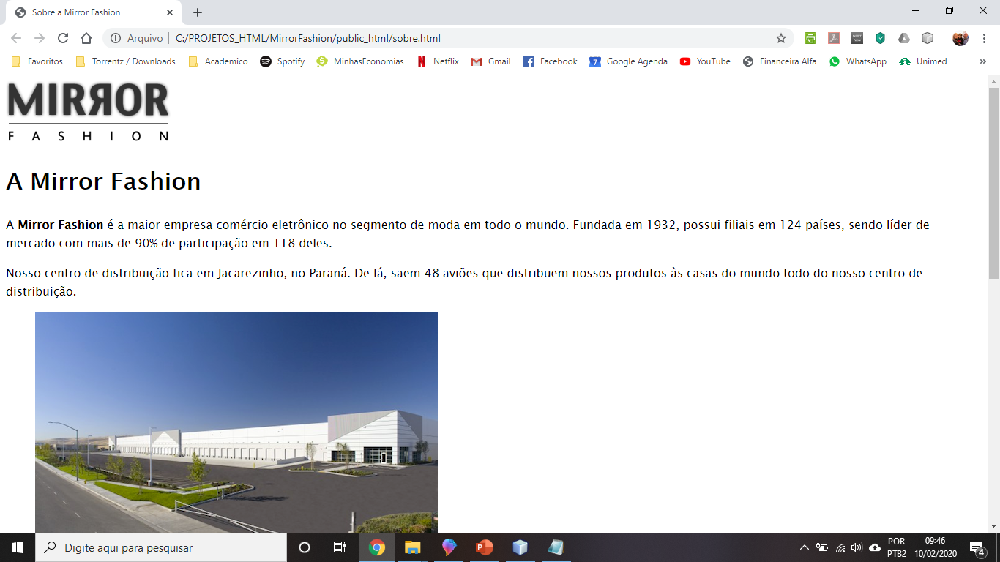 Sobre a Mirror Fashion
Arquivo
C:/PROJETOS_HTML/MirrorFashion/public_html/sobre.html
Favoritos
Torrentz / Downloads
Academico
Spotify
MinhasEconomias
Netflix
Gmail
Facebook
7
Google Agenda
YouTube
Financeira Alfa
WhatsApp
Unimed
»
MIRROR
FASHION
A Mirror Fashion
A Mirror Fashion é a maior empresa comércio eletrônico no segmento de moda em todo o mundo. Fundada em 1932, possui filiais em 124 países, sendo líder de
mercado com mais de 90% de participação em 118 deles.
Nosso centro de distribuição fica em Jacarezinho, no Paraná. De lá, saem 48 aviões que distribuem nossos produtos às casas do mundo todo do nosso centro de
distribuição.
Digite aqui para pesquisar
POR
PTB2
09:46
10/02/2020
4